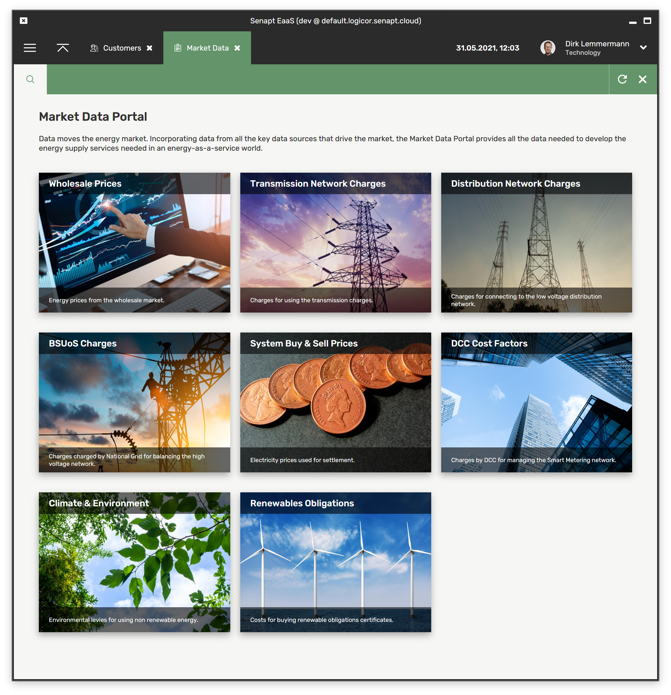 Senapt EaaS (dev @ default.logicor.senapt.cloud)
Customers
Market Data
31.05.2021, 12:03
Dirk Lemmermann
Technology
Market Data Portal
Data moves the energy market. Incorporating data from all the key data sources that drive the market, the Market Data Portal provides all the data needed to develop the
energy supply services needed in an energy-as-a-service world.
Wholesale Prices
Energy prices from the wholesale market.
Transmission Network Charges
Charges for using the transmission charges.
Distribution Network Charges
Charges for connecting to the low voltage distribution
network.
BSUoS Charges
Charges charged by National Grid for balancing the high
voltage network.
System Buy & Sell Prices
Electricity prices used for settlement.
DCC Cost Factors
Charges by DCC for managing the Smart Metering network.
Climate & Environment
Environmental levies for using non renewable energy.
Renewables Obligations
Costs for buying renewable obligations certificates.